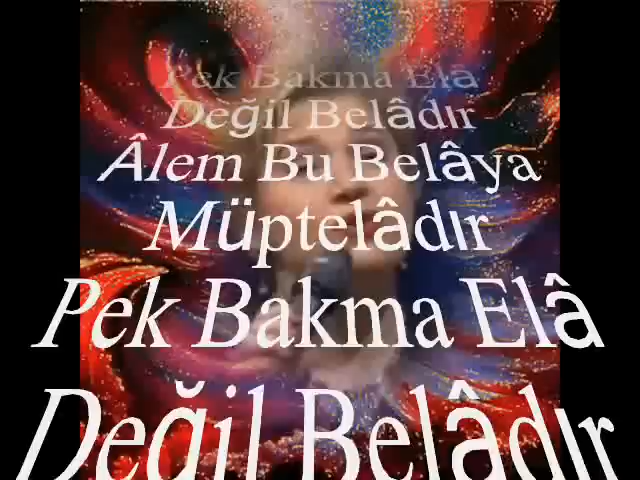 Pek Bakma Elâ
Değil Belâdır
Âlem Bu Belâya
Müptelâdır
Pek Bakma Elâ
Değil Belâdır